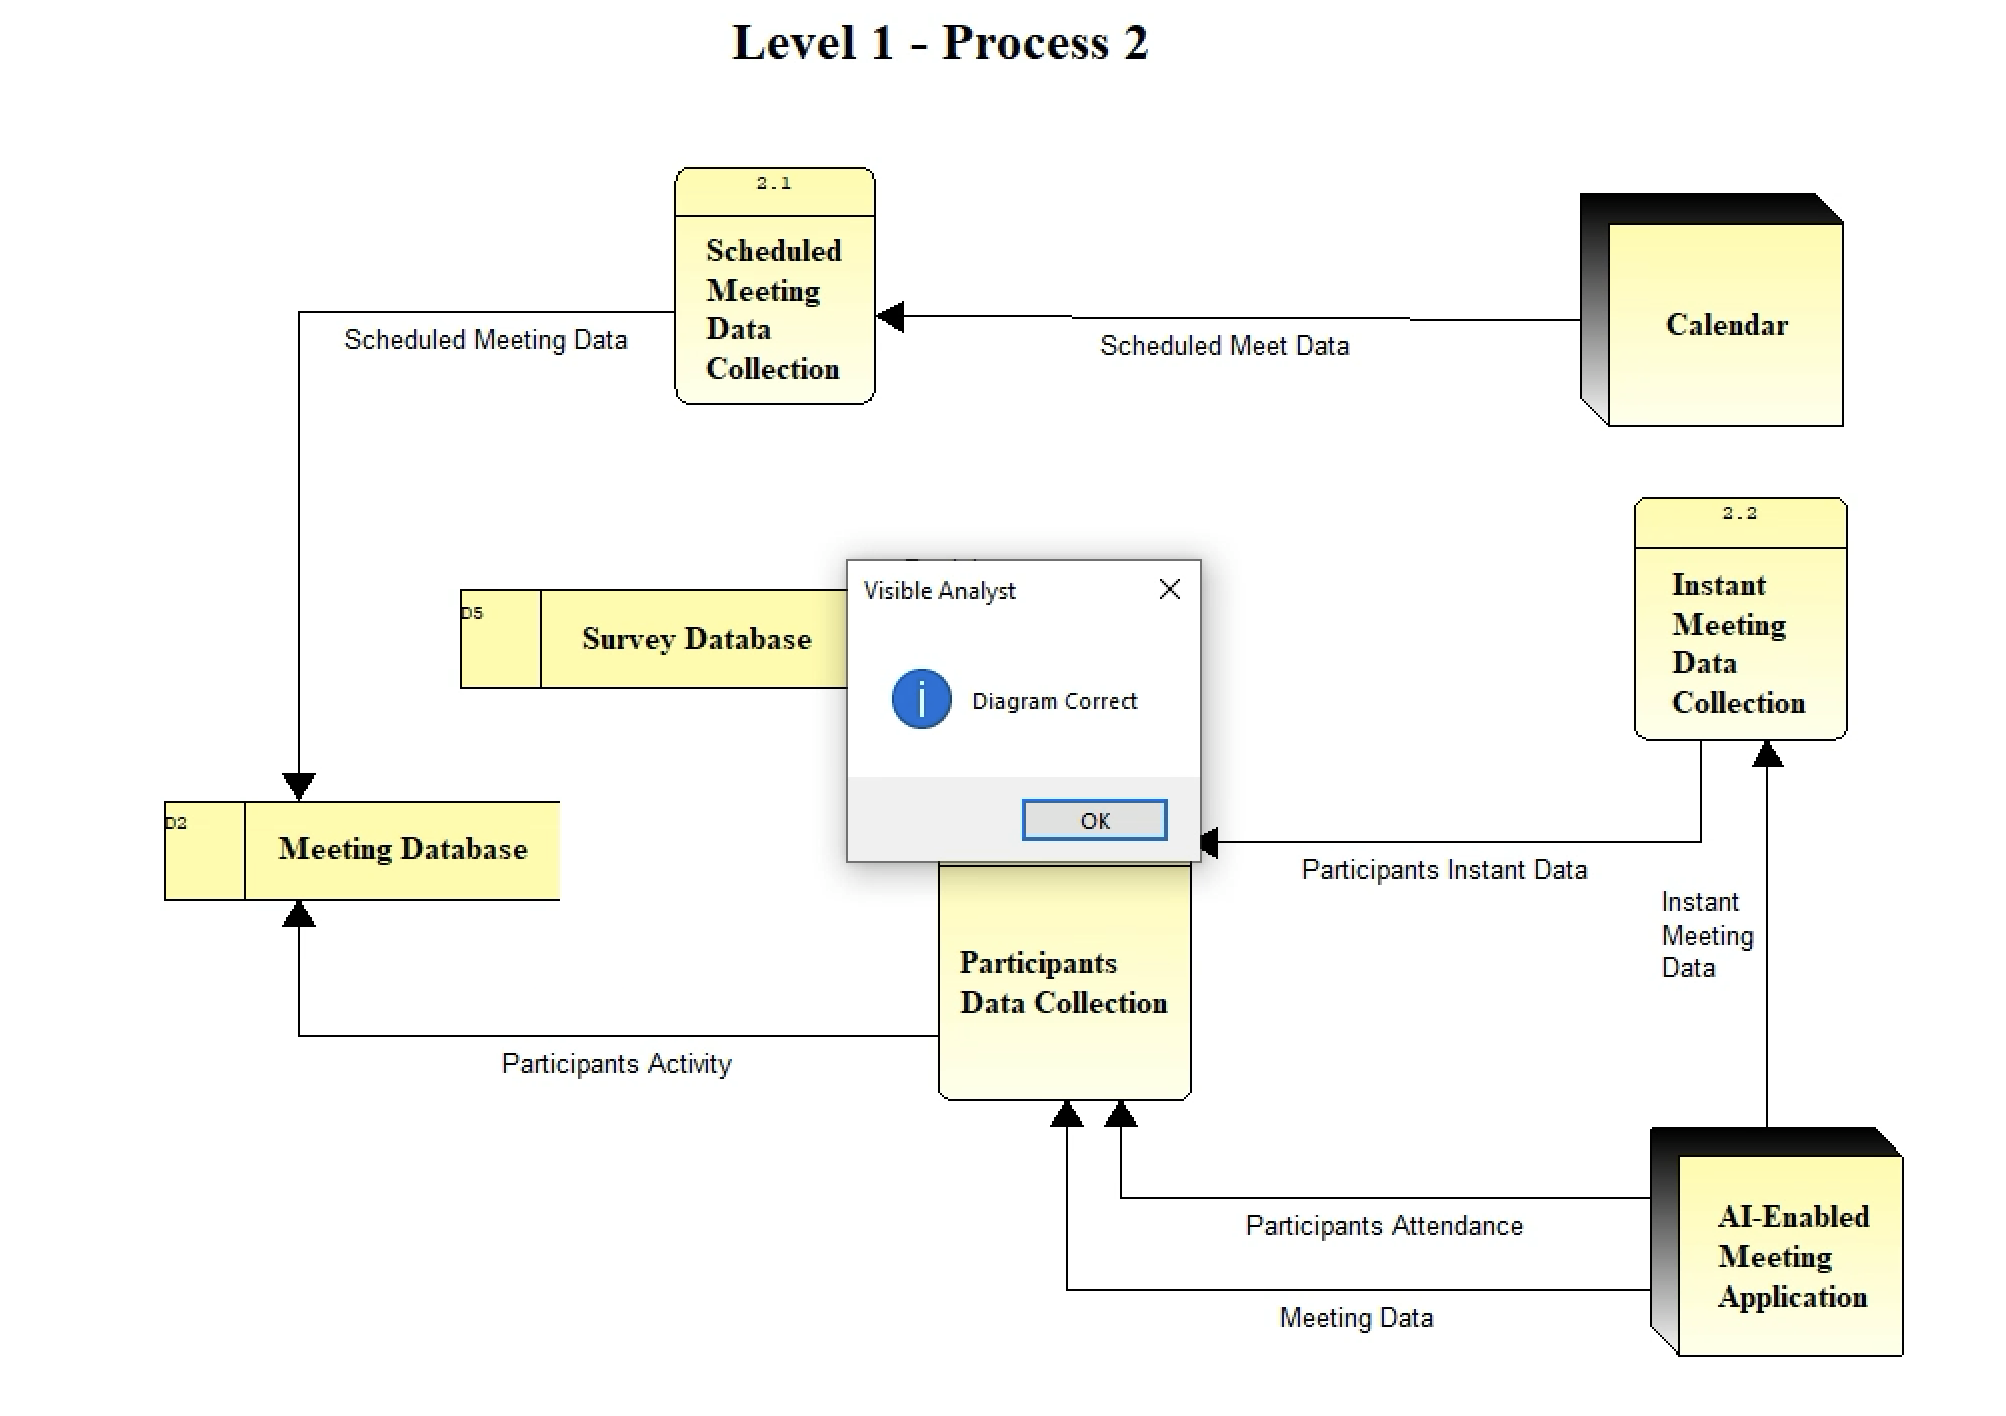 Level 1 - Process 2
2.1
Scheduled
Meeting
Data
Collection
Calendar
Scheduled Meeting Data
Scheduled Meet Data
2.2
Instant
Meeting
Data
Collection
D5
Survey Database
Visible Analyst
Diagram Correct
OK
D2
Meeting Database
Participants Instant Data
Instant
Meeting
Data
Participants
Data Collection
Participants Activity
Participants Attendance
AI-Enabled
Meeting
Application
Meeting Data